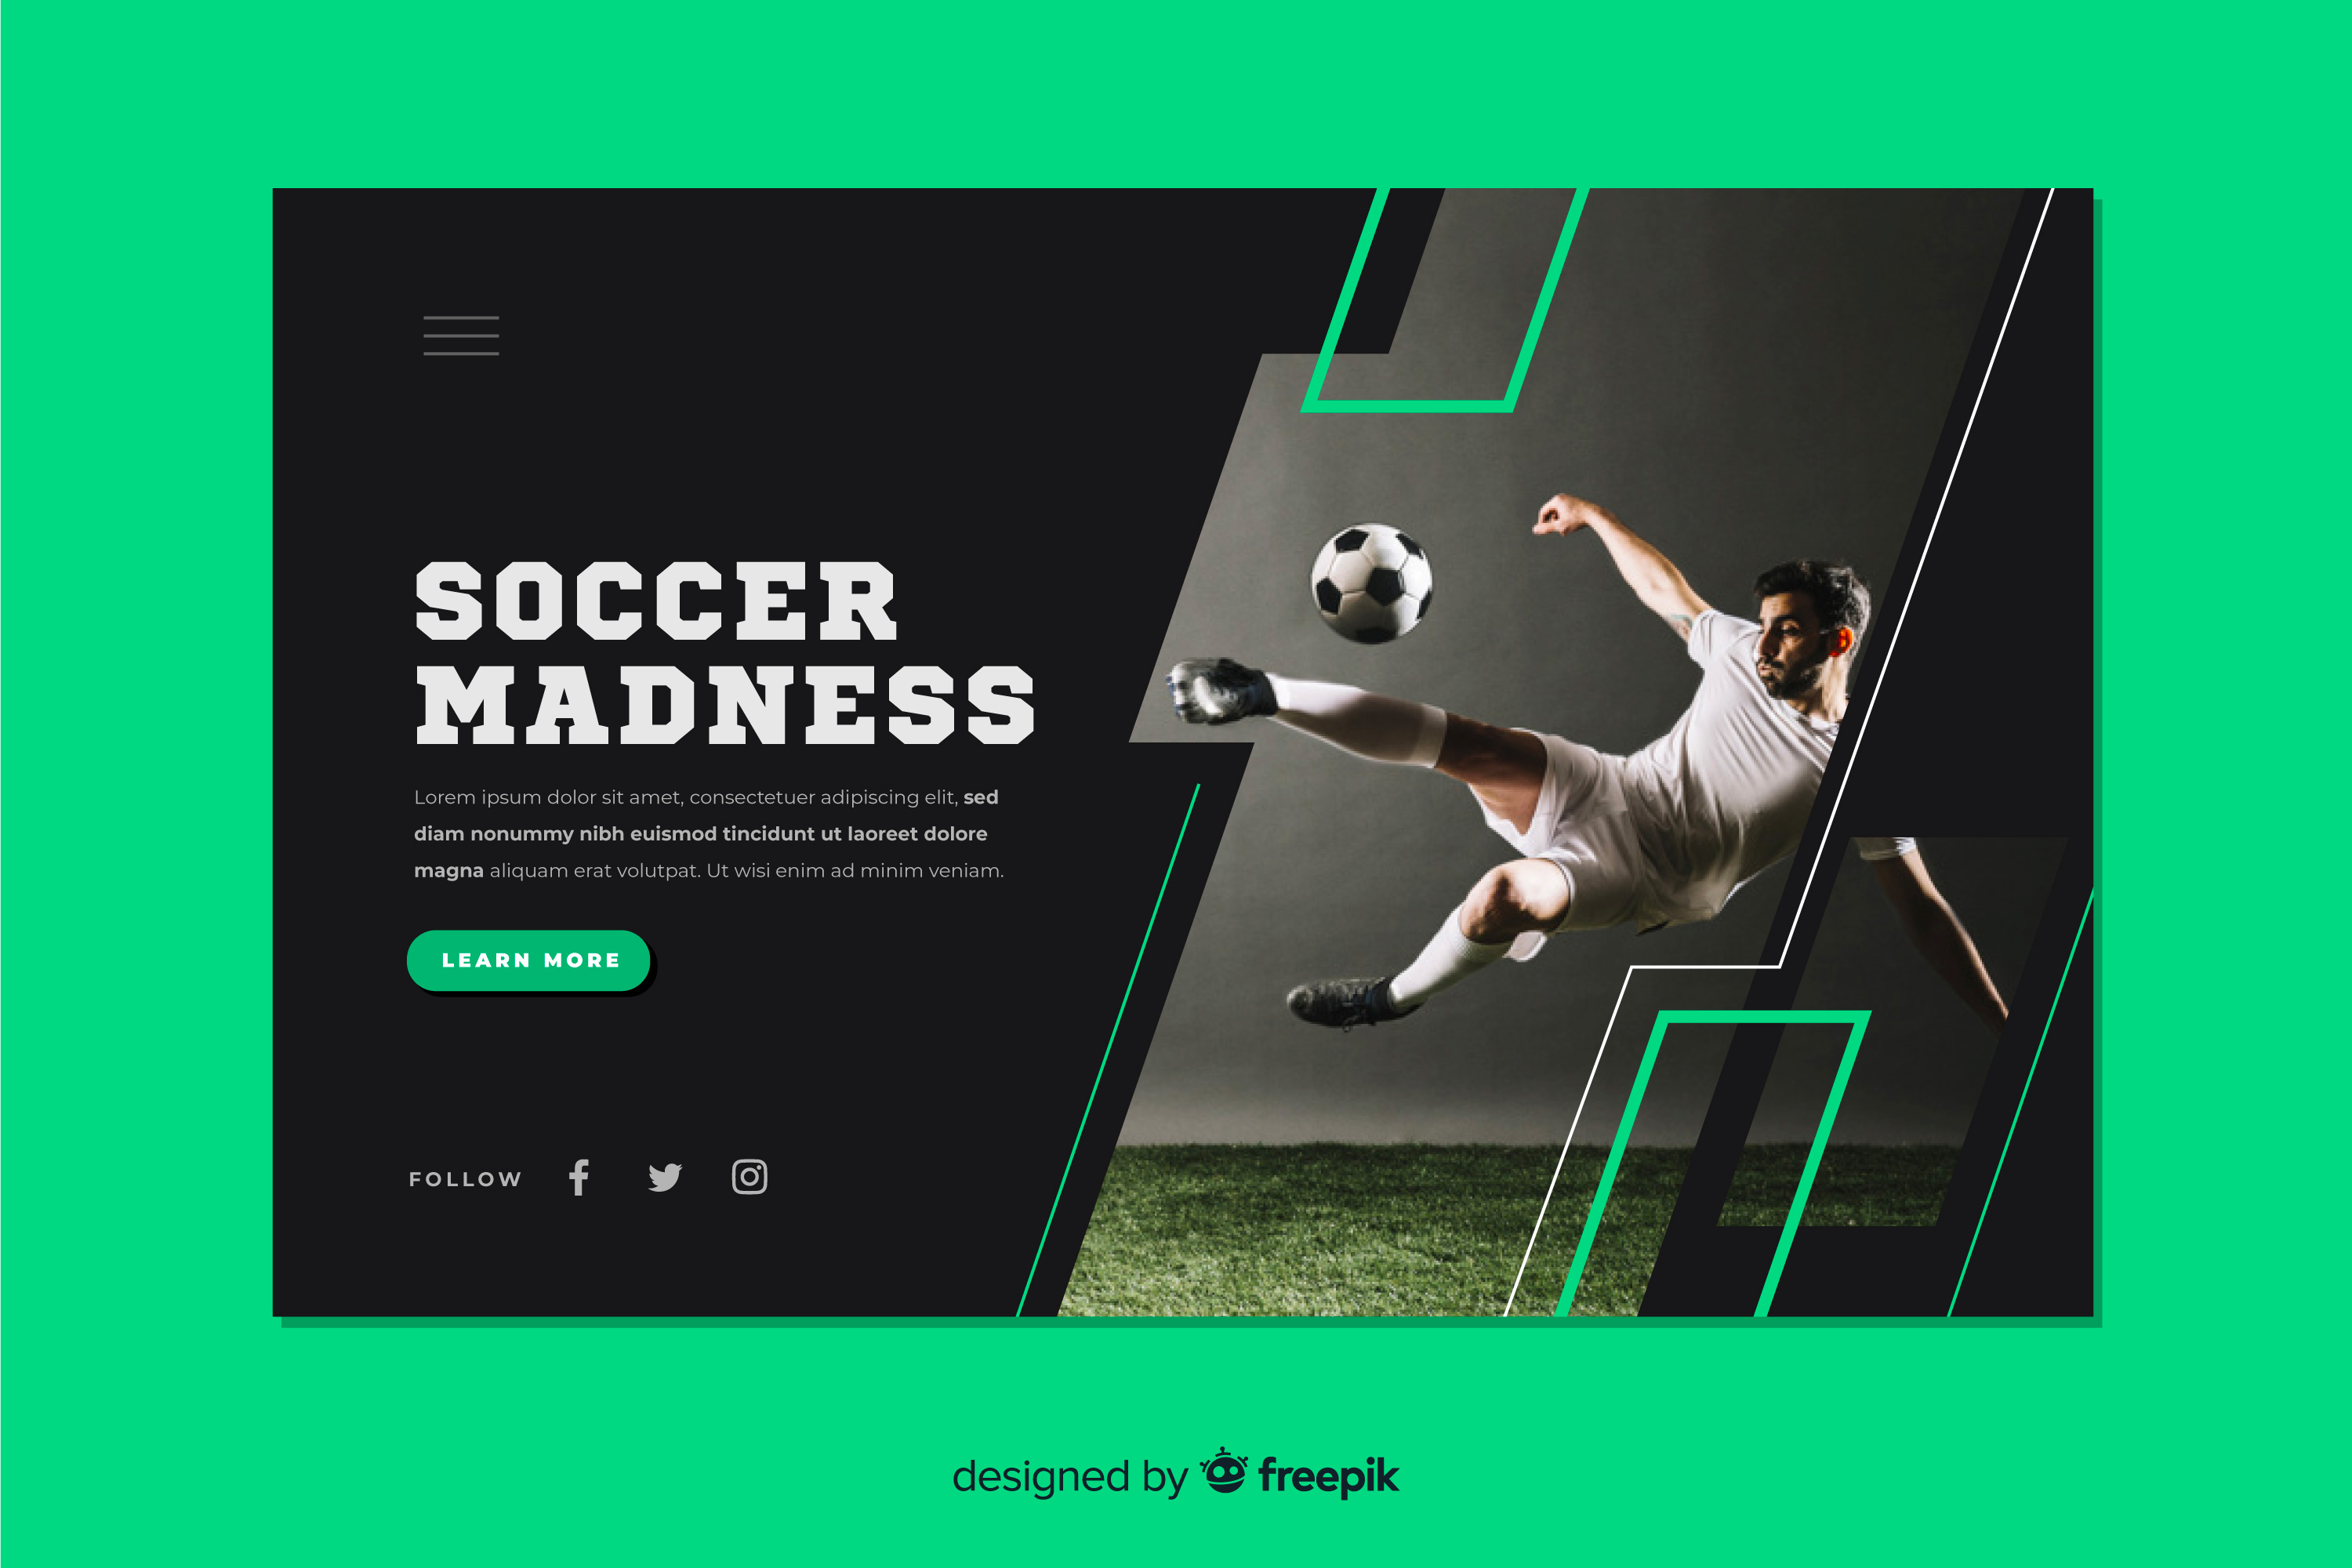 SOCCER
MADNESS
Lorem ipsum dolor sit amet, consectetuer adipiscing elit, sed
diam nonummy nibh euismod tincidunt ut laoreet dolore
magna aliquam erat volutpat. Ut wisi enim ad minim veniam.
LEARN MORE
FOLLOW
designed by freepik